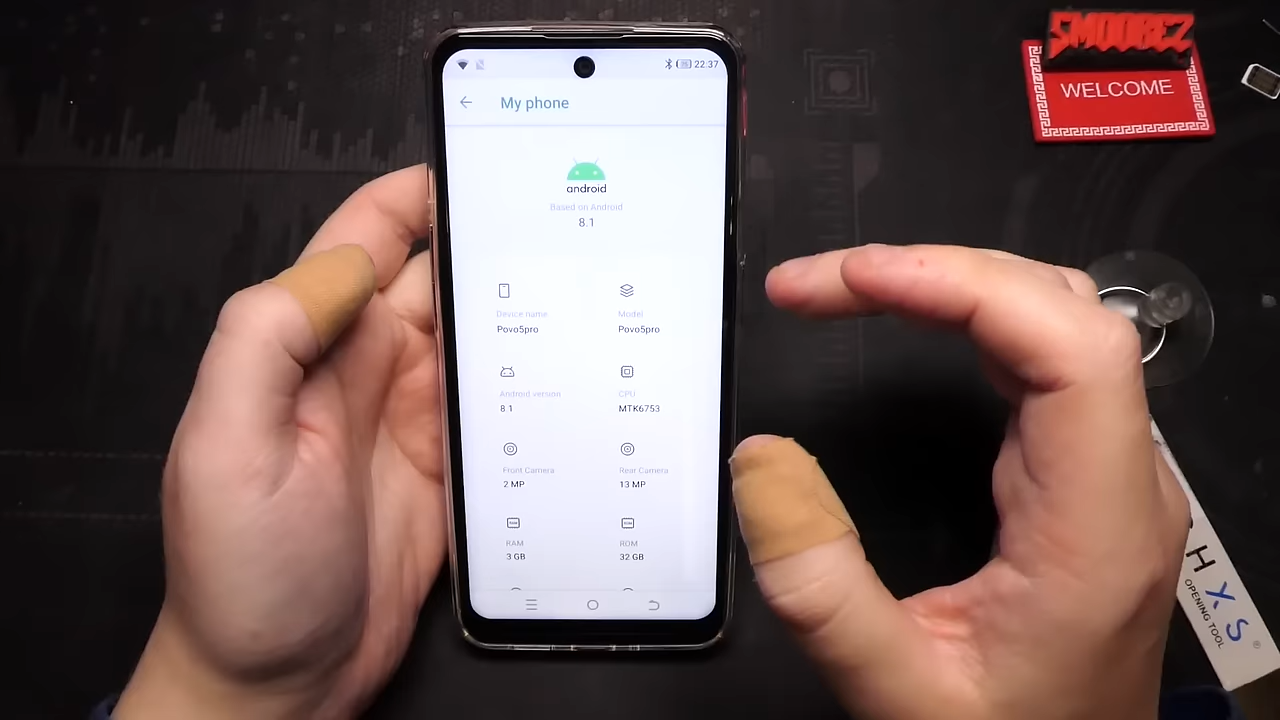 SMOOREZ
WELCOME
22:37
My phone
android
Based on Android
8.1
Device name
Povo5pro
Model
Povo5pro
Android version
8.1
CPU
MTK6753
Front Camera
2 MP
Rear Camera
13 MP
RAM
3 GB
ROM
32 GB
H X S ®
OPENING TOOL